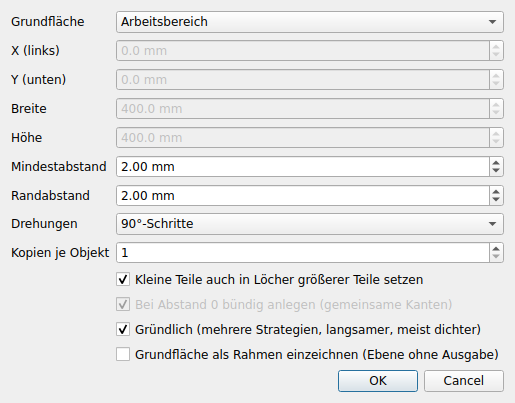 Grundfläche Arbeitsbereich
X (links) 0.0 mm
Y (unten) 0.0 mm
Breite 400.0 mm
Höhe 400.0 mm
Mindestabstand 2.00 mm
Randabstand 2.00 mm
Drehungen 90°-Schritte
Kopien je Objekt 1
Kleine Teile auch in Löcher größerer Teile setzen
Bei Abstand 0 bündig anlegen (gemeinsame Kanten)
Gründlich (mehrere Strategien, langsamer, meist dichter)
Grundfläche als Rahmen einzeichnen (Ebene ohne Ausgabe)
OK Cancel